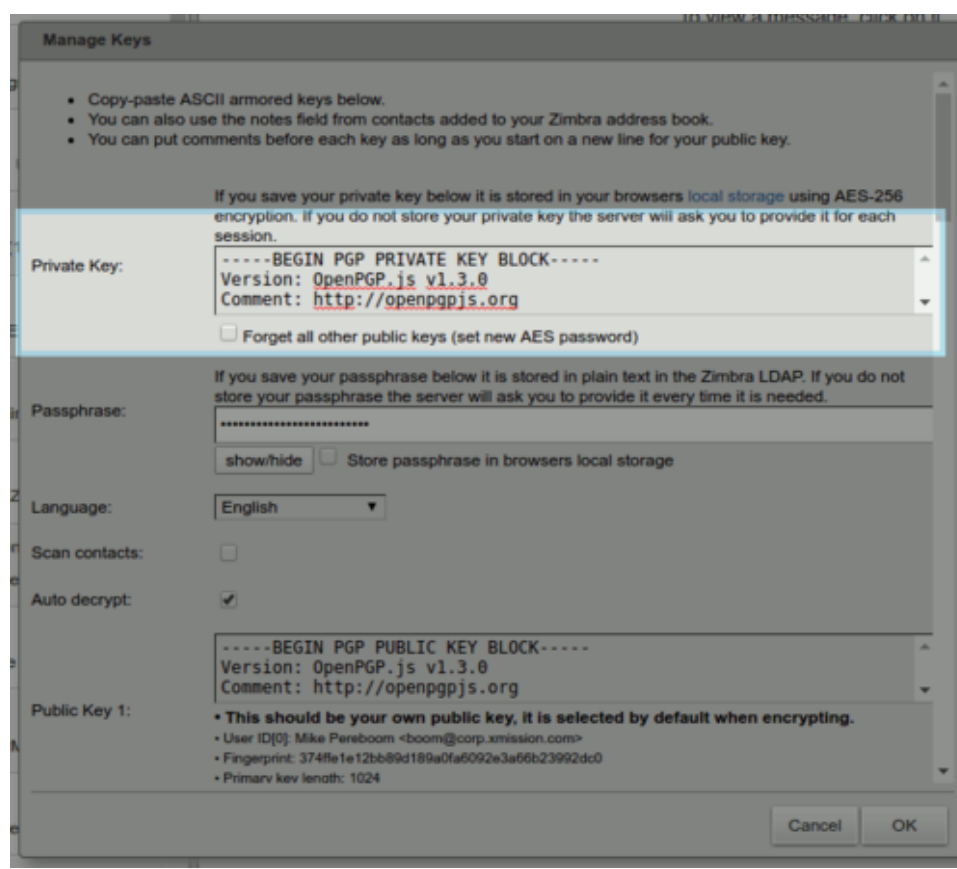 To view a message, click on it
Manage Keys
• Copy-paste ASCII armored keys below.
• You can also use the notes field from contacts added to your Zimbra address book.
• You can put comments before each key as long as you start on a new line for your public key.
If you save your private key below it is stored in your browsers local storage using AES-256
encryption. If you do not store your private key the server will ask you to provide it for each
session.
Private Key:
-----BEGIN PGP PRIVATE KEY BLOCK-----
Version: OpenPGP.js v1.3.0
Comment: http://openpgpjs.org
Forget all other public keys (set new AES password)
If you save your passphrase below it is stored in plain text in the Zimbra LDAP. If you do not
store your passphrase the server will ask you to provide it every time it is needed.
Passphrase:
show/hide Store passphrase in browsers local storage
Language: English
Scan contacts:
Auto decrypt:
-----BEGIN PGP PUBLIC KEY BLOCK-----
Version: OpenPGP.js v1.3.0
Comment: http://openpgpjs.org
Public Key 1:
• This should be your own public key, it is selected by default when encrypting.
• User ID[0]: Mike Pereboom <boom@corp.xmission.com>
• Fingerprint: 374ffe1e12bb89d189a0fa6092e3a66b23992dc0
• Primary key length: 1024
Cancel OK